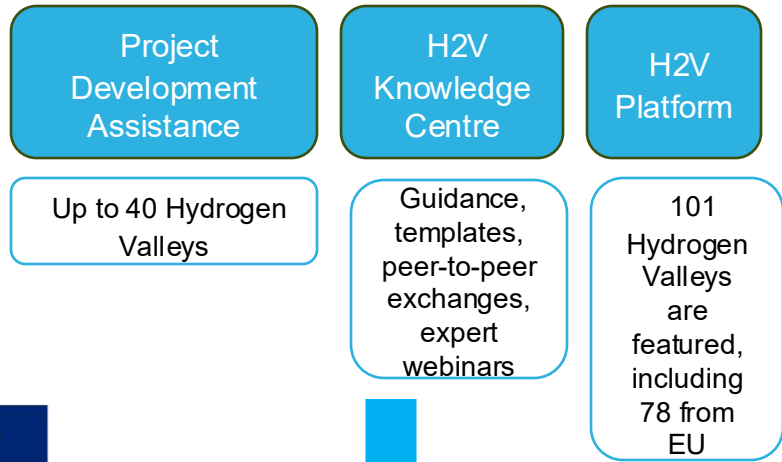 Project
Development
Assistance
H2V
Knowledge
Centre
H2V
Platform
Up to 40 Hydrogen
Valleys
Guidance,
templates,
peer-to-peer
exchanges,
expert
webinars
101
Hydrogen
Valleys
are
featured,
including
78 from
EU